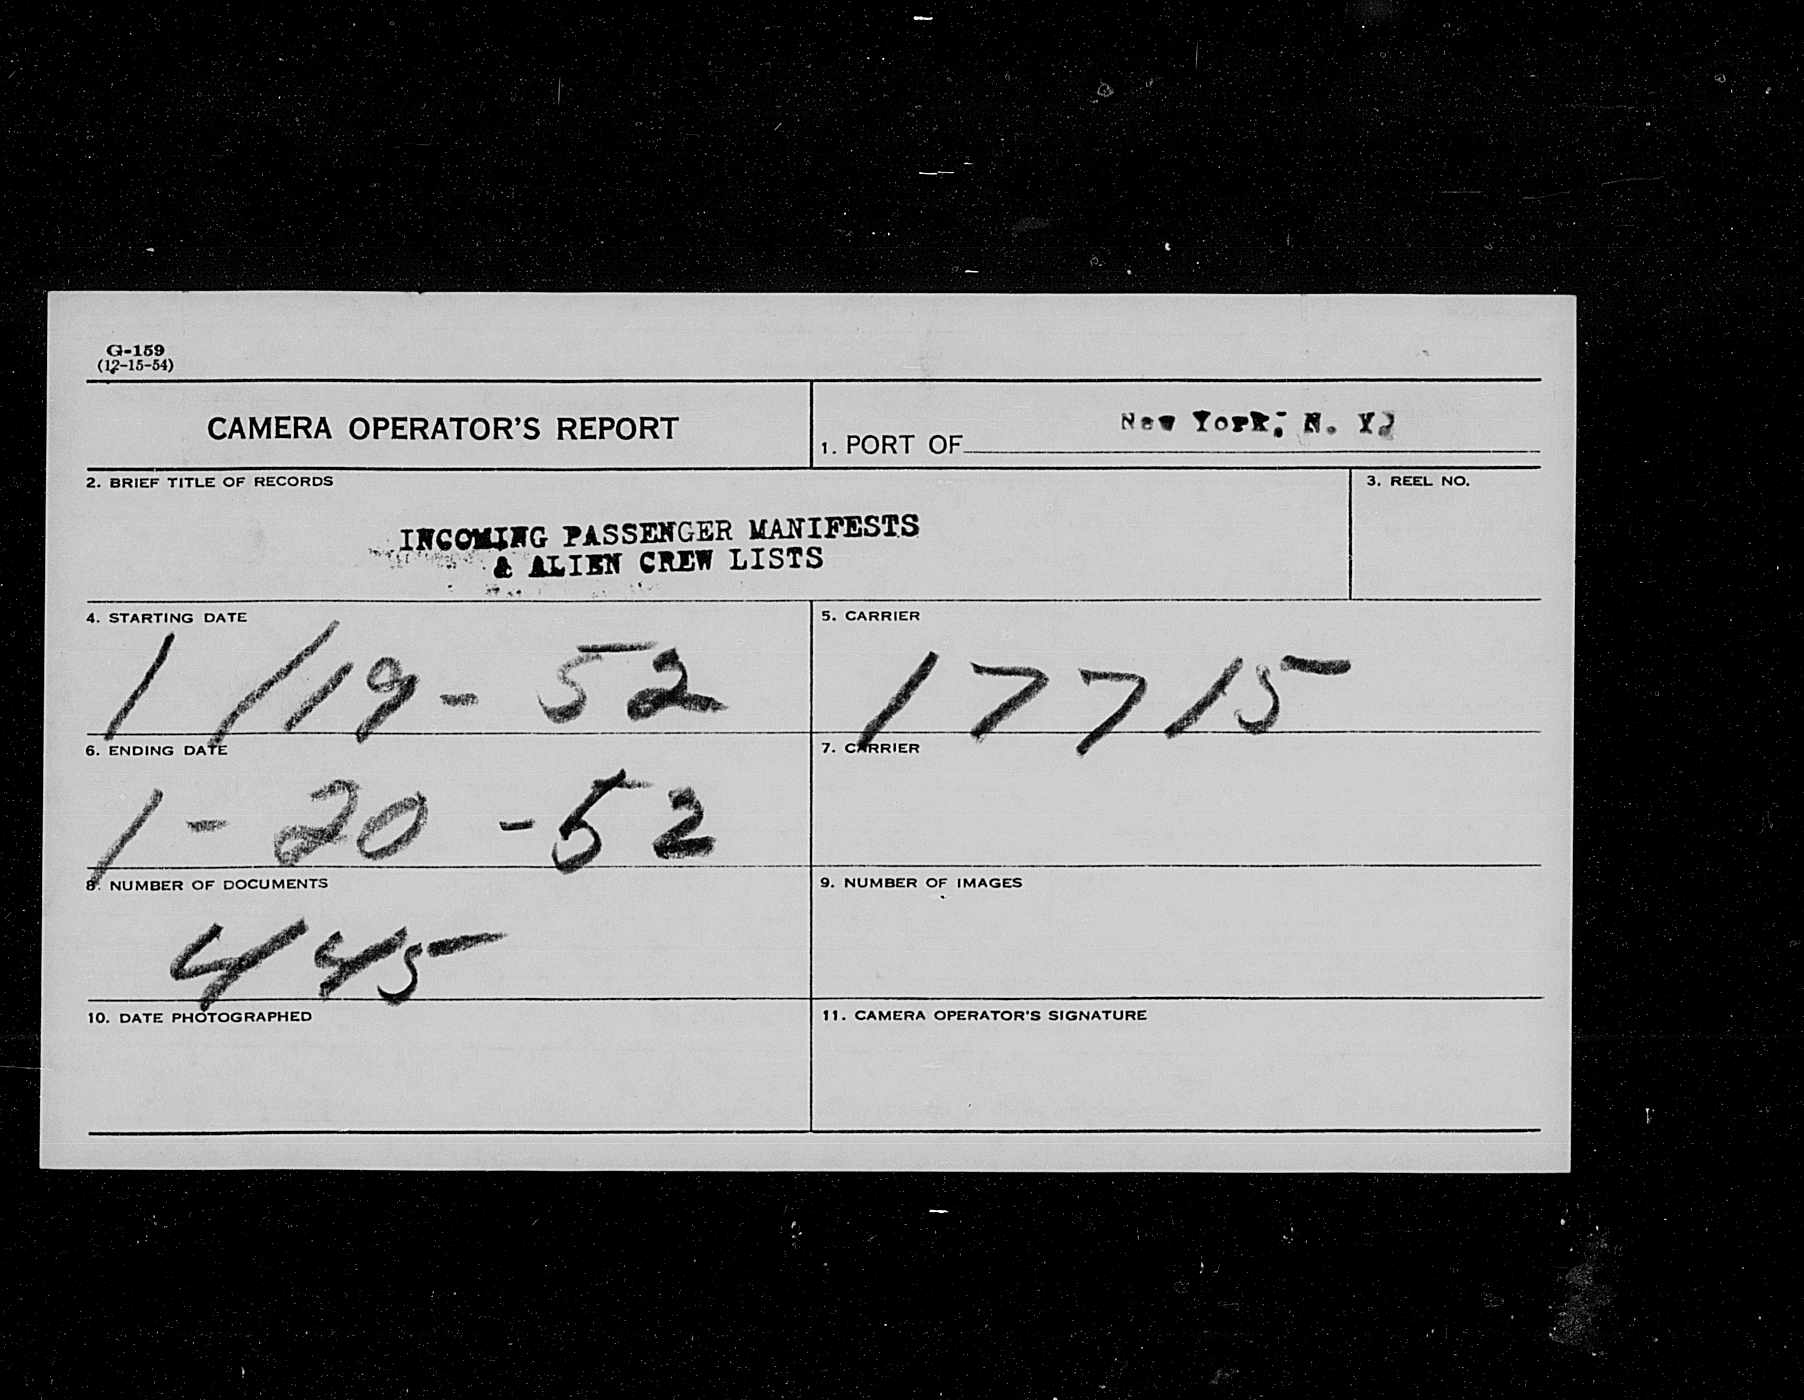 G-159
(12-15-54)
CAMERA OPERATOR'S REPORT
1. PORT OF New York, N. Y.
2. BRIEF TITLE OF RECORDS
3. REEL NO.
INCOMING PASSENGER MANIFESTS
& ALIEN CREW LISTS
4. STARTING DATE
1/19-52
5. CARRIER
17715
6. ENDING DATE
1-20-52
7. CARRIER
8. NUMBER OF DOCUMENTS
445
9. NUMBER OF IMAGES
10. DATE PHOTOGRAPHED
11. CAMERA OPERATOR'S SIGNATURE